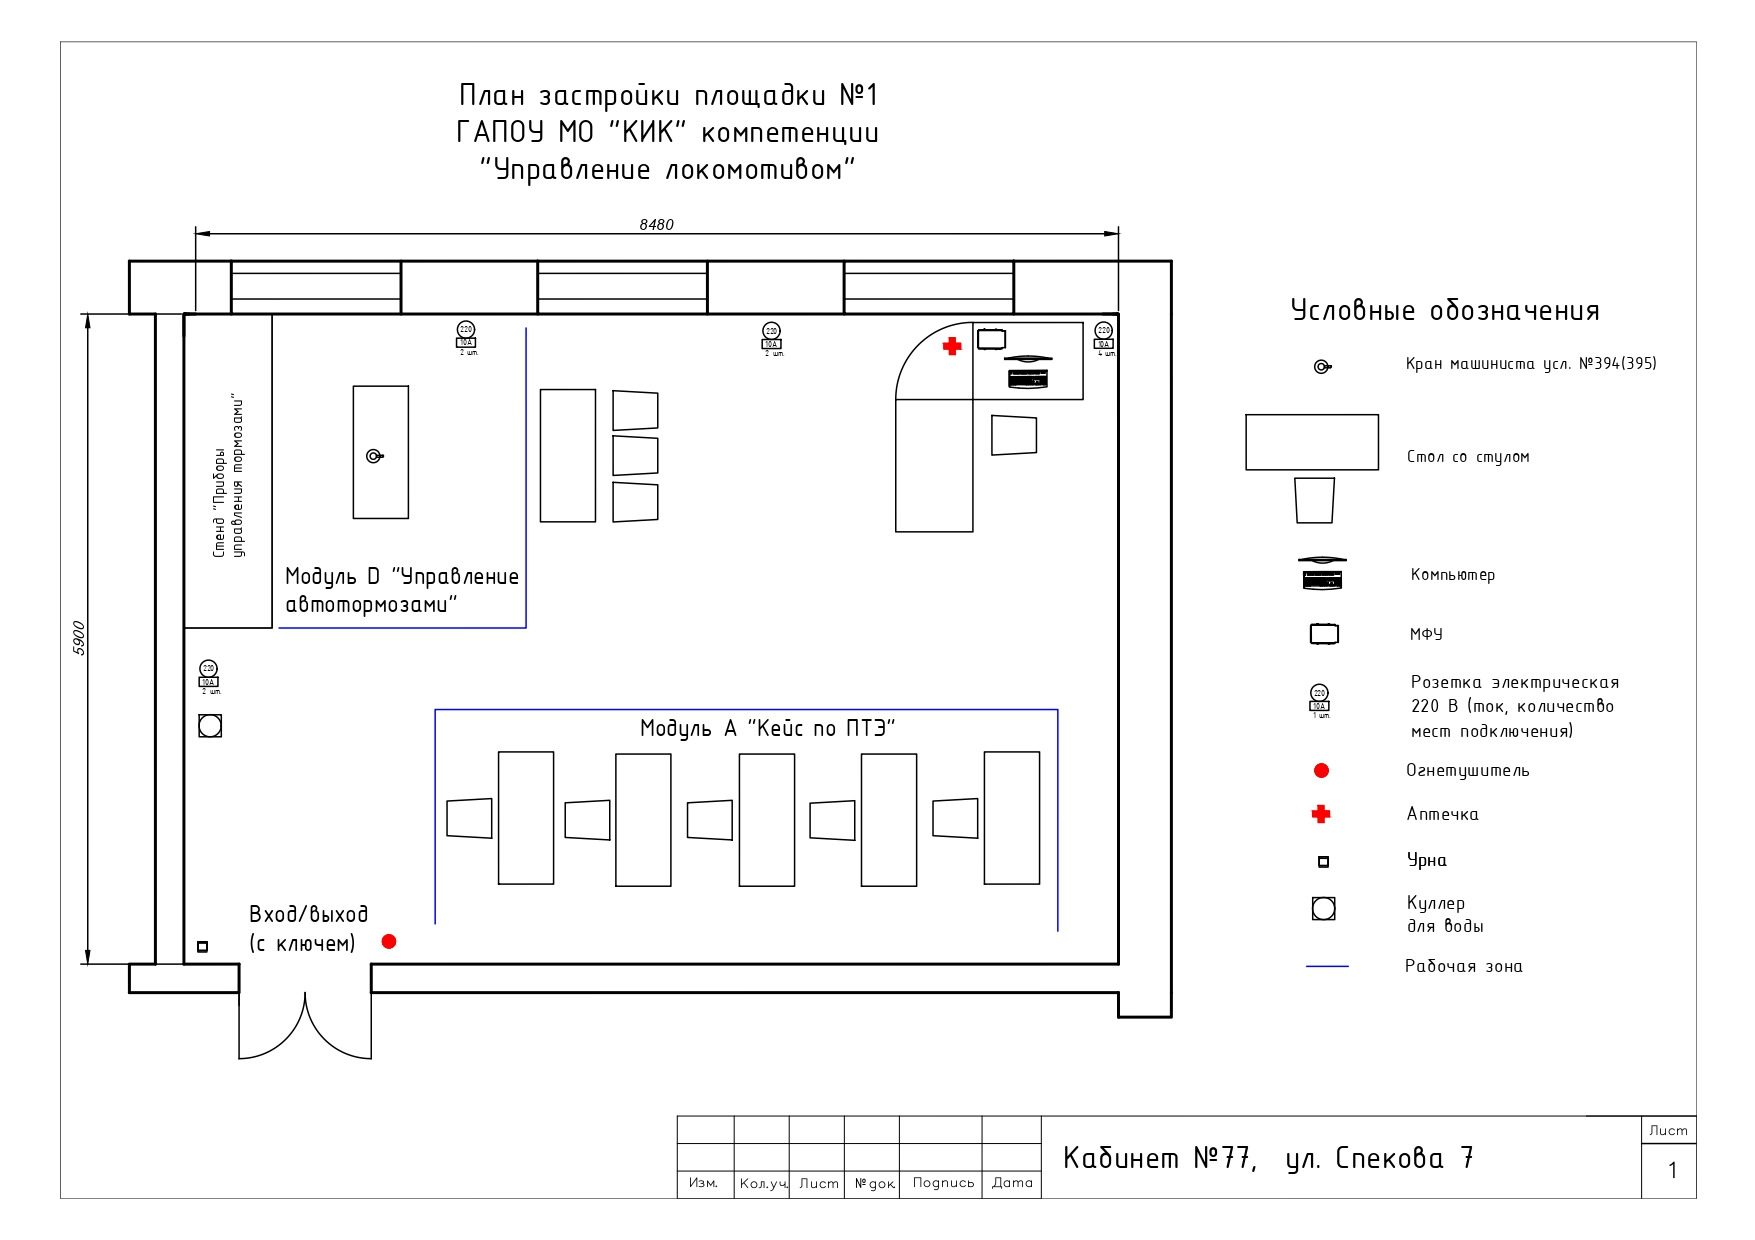 План застройки площадки №1
ГАПОУ МО "КИК" компетенции
"Управление локомотивом"
8480
5900
220
10А
2 шт.
220
10А
2 шт.
220
10А
4 шт.
Стенд "Приборы
управления тормозами"
Модуль D "Управление
автотормозами"
220
10А
2 шт.
Модуль А "Кейс по ПТЭ"
Вход/выход
(с ключем)
Условные обозначения
Кран машиниста усл. №394(395)
Стол со стулом
Компьютер
МФУ
220
10А
1 шт.
Розетка электрическая
220 В (ток, количество
мест подключения)
Огнетушитель
Аптечка
Урна
Куллер
для воды
Рабочая зона
Изм.
Кол.уч.
Лист
№док.
Подпись
Дата
Кабинет №77, ул. Спекова 7
Лист
1